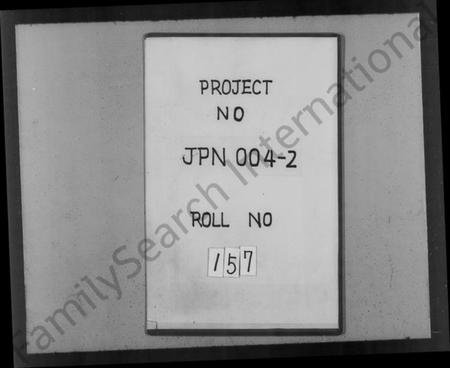 PROJECT
NO
JPN 004-2
ROLL NO
157
FamilySearch International